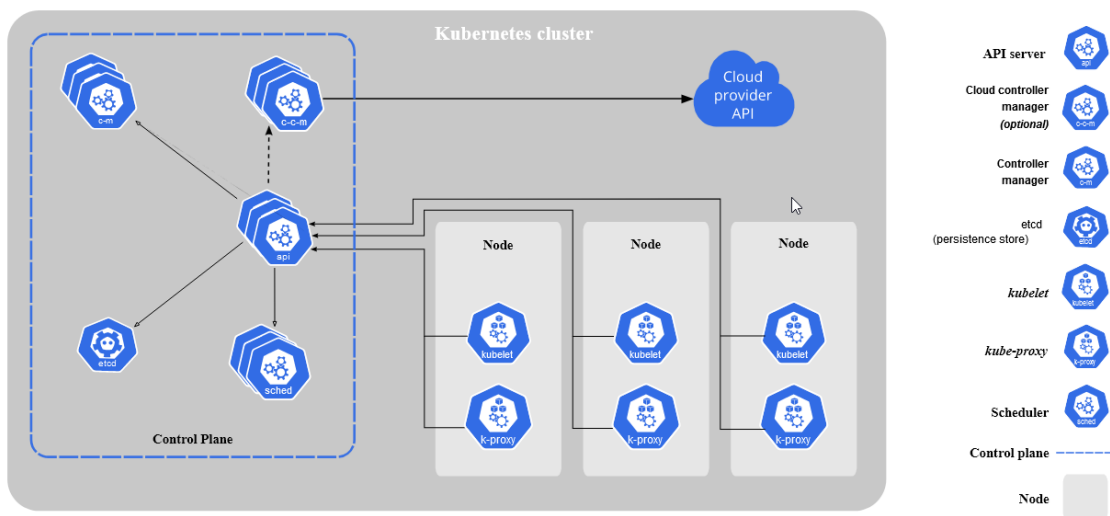 Kubernetes cluster
c-m
c-c-m
Cloud
provider
API
api
etcd
sched
Control Plane
Node
kubelet
k-proxy
Node
kubelet
k-proxy
Node
kubelet
k-proxy
API server
api
Cloud controller
manager
(optional)
c-c-m
Controller
manager
c-m
etcd
(persistence store)
etcd
kubelet
kubelet
kube-proxy
k-proxy
Scheduler
sched
Control plane
Node